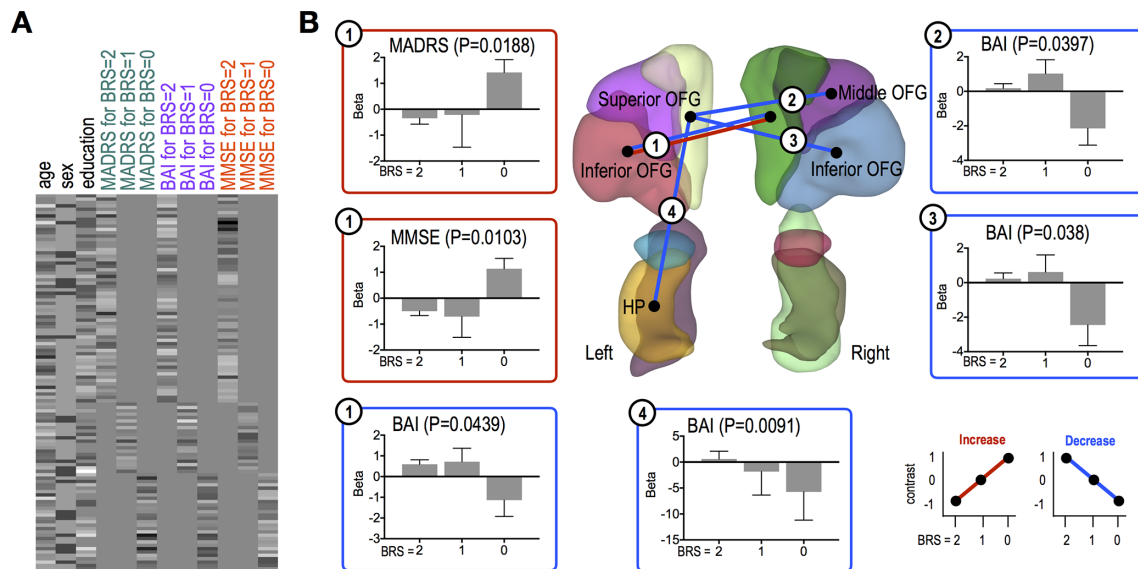 A
age
sex
education
MADRS for BRS=2
MADRS for BRS=1
MADRS for BRS=0
BAI for BRS=2
BAI for BRS=1
BAI for BRS=0
MMSE for BRS=2
MMSE for BRS=1
MMSE for BRS=0
B
1
MADRS (P=0.0188)
Beta
2
1
0
-1
-2
BRS = 2 1 0
1
MMSE (P=0.0103)
Beta
2
1
0
-1
2
BRS = 2 1 0
1
BAI (P=0.0439)
Beta
2
1
0
-1
-2
-3
BRS = 2 1 0
Superior OFG
Middle OFG
Inferior OFG
Inferior OFG
HP
1
2
3
4
Left
Right
4
BAI (P=0.0091)
Beta
5
0
-5
-10
-15
BRS = 2 1 0
2
BAI (P=0.0397)
Beta
2
0
-2
-4
BRS = 2 1 0
3
BAI (P=0.038)
Beta
4
2
0
-2
-4
BRS = 2 1 0
Increase
contrast
1
0
-1
BRS = 2 1 0
Decrease
1
0
-1
2 1 0